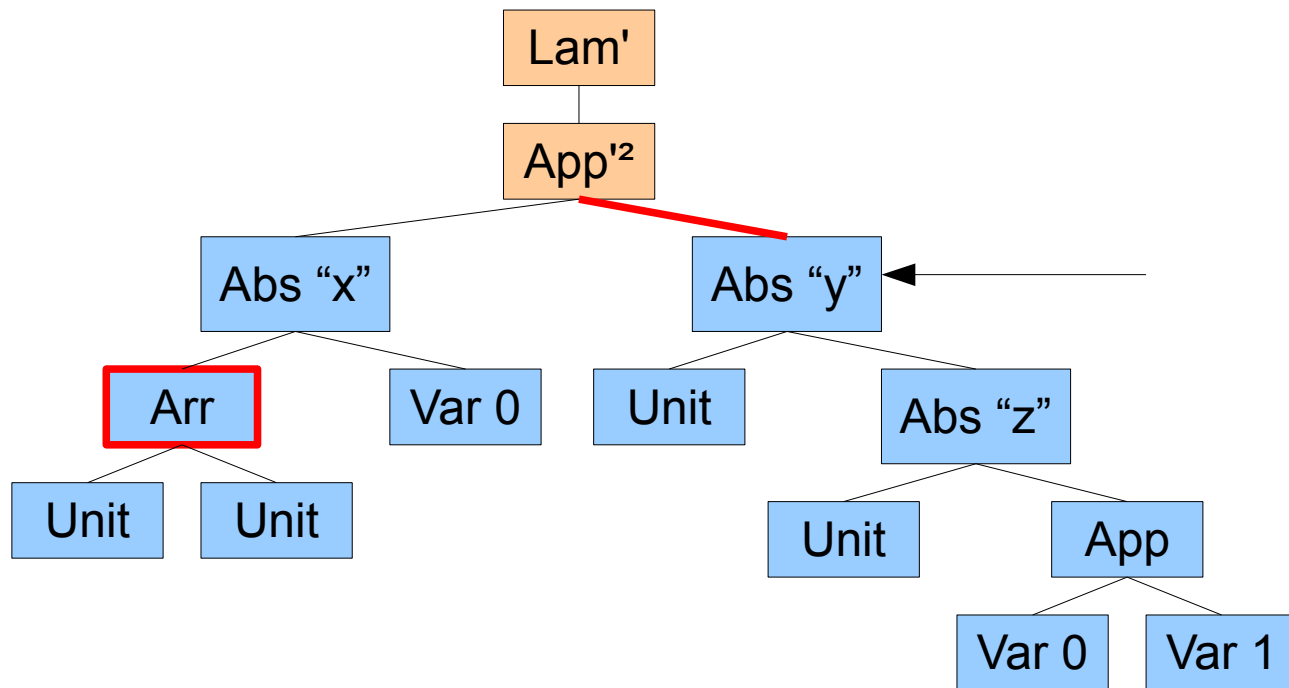 Lam'
App'²
Abs “x”
Abs “y”
Arr
Var 0
Unit
Abs “z”
Unit
Unit
Unit
App
Var 0
Var 1